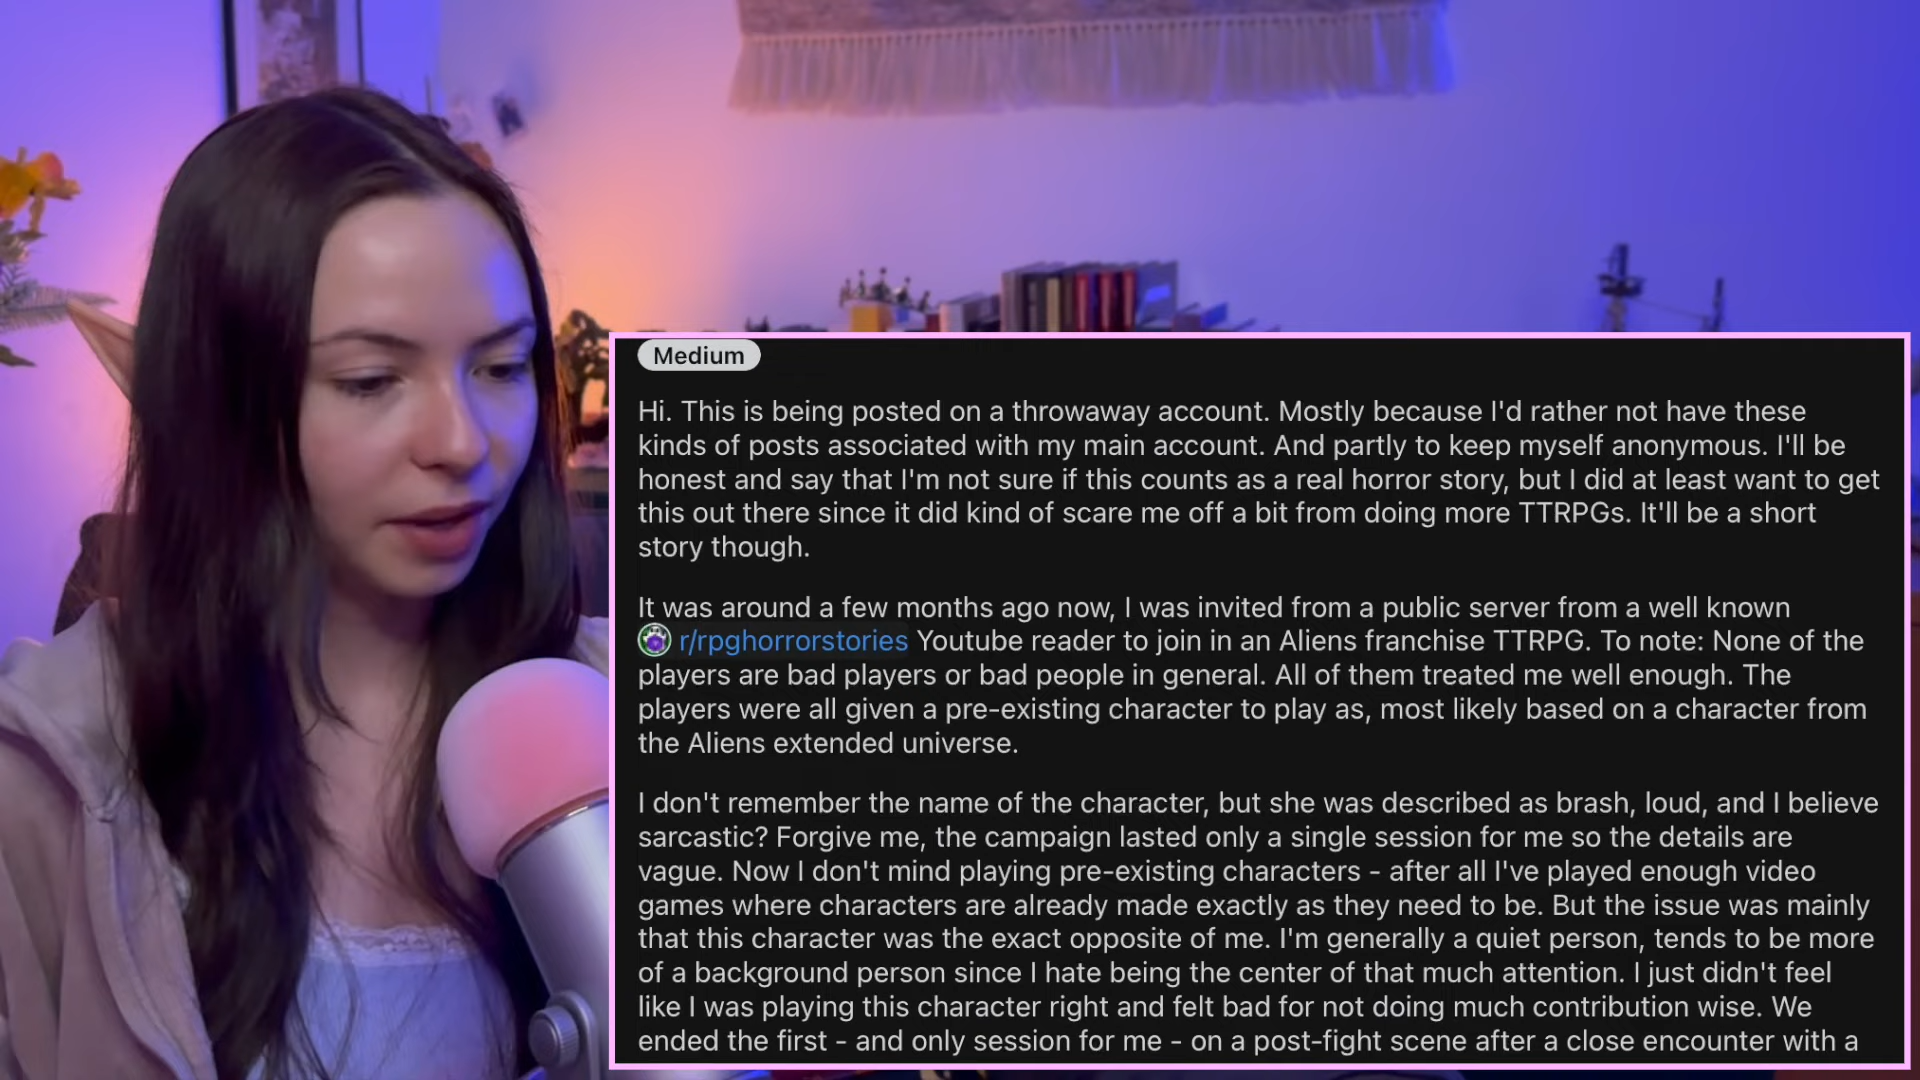 Medium
Hi. This is being posted on a throwaway account. Mostly because I'd rather not have these
kinds of posts associated with my main account. And partly to keep myself anonymous. I'll be
honest and say that I'm not sure if this counts as a real horror story, but I did at least want to get
this out there since it did kind of scare me off a bit from doing more TTRPGs. It'll be a short
story though.
It was around a few months ago now, I was invited from a public server from a well known
r/rpghorrorstories Youtube reader to join in an Aliens franchise TTRPG. To note: None of the
players are bad players or bad people in general. All of them treated me well enough. The
players were all given a pre-existing character to play as, most likely based on a character from
the Aliens extended universe.
I don't remember the name of the character, but she was described as brash, loud, and I believe
sarcastic? Forgive me, the campaign lasted only a single session for me so the details are
vague. Now I don't mind playing pre-existing characters - after all I've played enough video
games where characters are already made exactly as they need to be. But the issue was mainly
that this character was the exact opposite of me. I'm generally a quiet person, tends to be more
of a background person since I hate being the center of that much attention. I just didn't feel
like I was playing this character right and felt bad for not doing much contribution wise. We
ended the first - and only session for me - on a post-fight scene after a close encounter with a